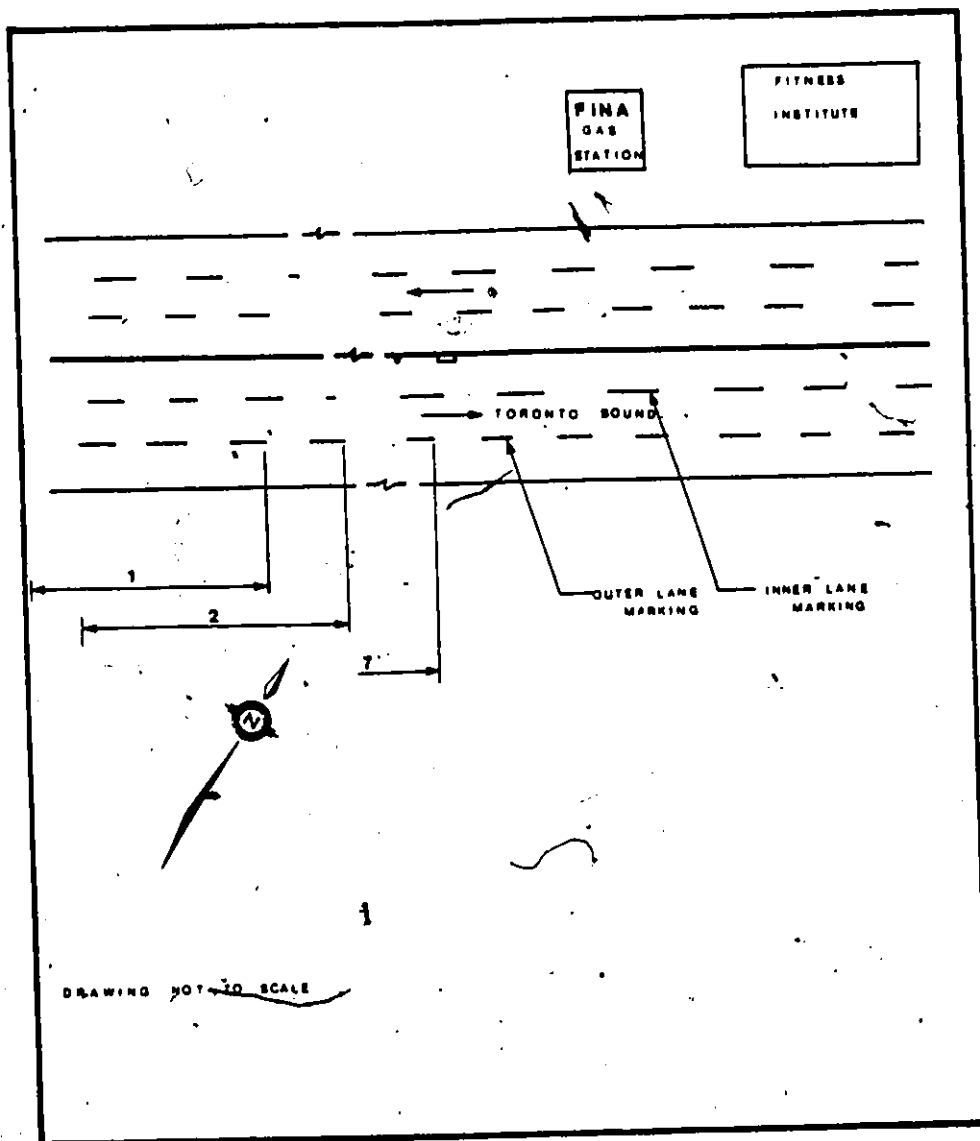 FITNESS
INSTITUTE
FINA
GAS
STATION
TORONTO BOUND
1
2
7
OUTER LANE
MARKING
INNER LANE
MARKING
N
DRAWING NOT TO SCALE